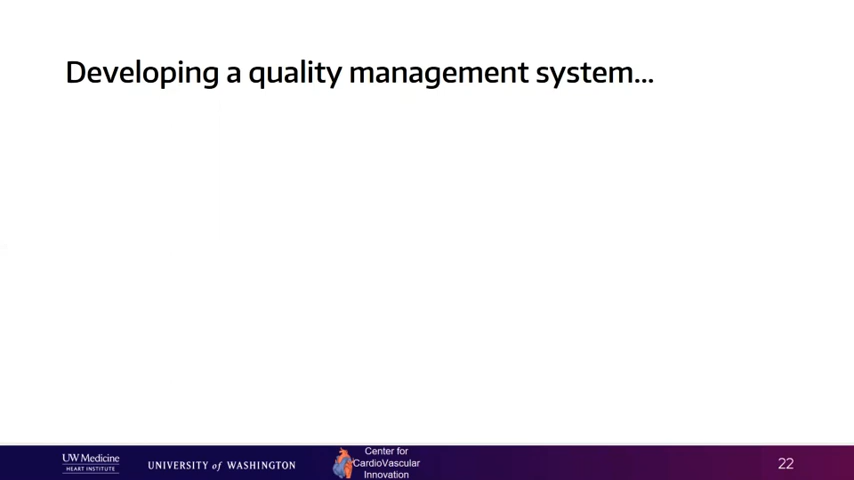 Developing a quality management system...
UW Medicine
HEART INSTITUTE
UNIVERSITY of WASHINGTON
Center for
CardioVascular
Innovation
22